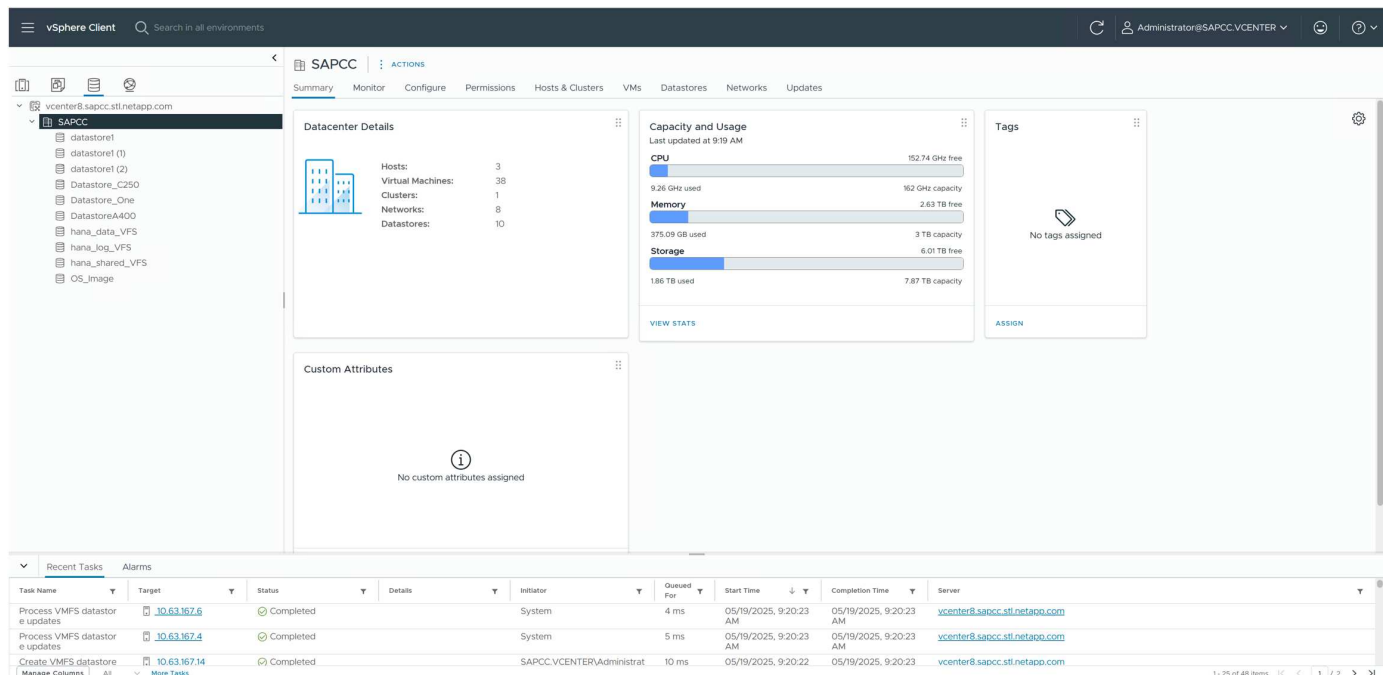 vSphere Client
Search in all environments
Administrator@SAPCC.VCENTER
SAPCC
ACTIONS
Summary Monitor Configure Permissions Hosts & Clusters VMs Datastores Networks Updates
vcenter8.sapcc.stl.netapp.com
SAPCC
datastore1
datastore1 (1)
datastore1 (2)
Datastore_C250
Datastore_One
DatastoreA400
hana_data_VFS
hana_log_VFS
hana_shared_VFS
OS_Image
Datacenter Details
Hosts: 3
Virtual Machines: 38
Clusters: 1
Networks: 8
Datastores: 10
Capacity and Usage
Last updated at 9:19 AM
CPU 152.74 GHz free
9.26 GHz used 162 GHz capacity
Memory 2.63 TB free
375.09 GB used 3 TB capacity
Storage 6.01 TB free
1.86 TB used 7.87 TB capacity
VIEW STATS
Tags
No tags assigned
ASSIGN
Custom Attributes
No custom attributes assigned
Recent Tasks Alarms
Task Name Target Status Details Initiator Queued For Start Time Completion Time Server
Process VMFS datastor 10.63.167.6 Completed System 4 ms 05/19/2025, 9:20:23 05/19/2025, 9:20:23 vcenter8.sapcc.stl.netapp.com
e updates AM AM
Process VMFS datastor 10.63.167.4 Completed System 5 ms 05/19/2025, 9:20:23 05/19/2025, 9:20:23 vcenter8.sapcc.stl.netapp.com
e updates AM AM
Create VMFS datastore 10.63.167.14 Completed SAPCC.VCENTER\Administrat 10 ms 05/19/2025, 9:20:22 05/19/2025, 9:20:23 vcenter8.sapcc.stl.netapp.com
Manage Columns All More Tasks 1 - 25 of 48 items 1 / 2